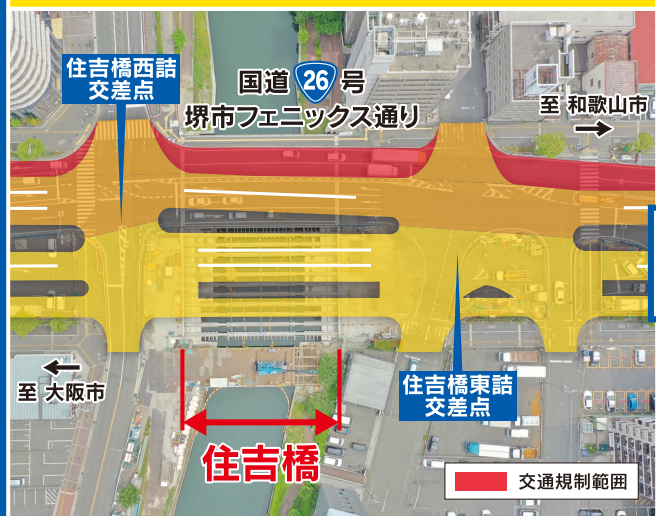 住吉橋西詰
交差点
国道 26 号
堺市フェニックス通り
至 和歌山市
至 大阪市
住吉橋東詰
交差点
住吉橋
交通規制範囲